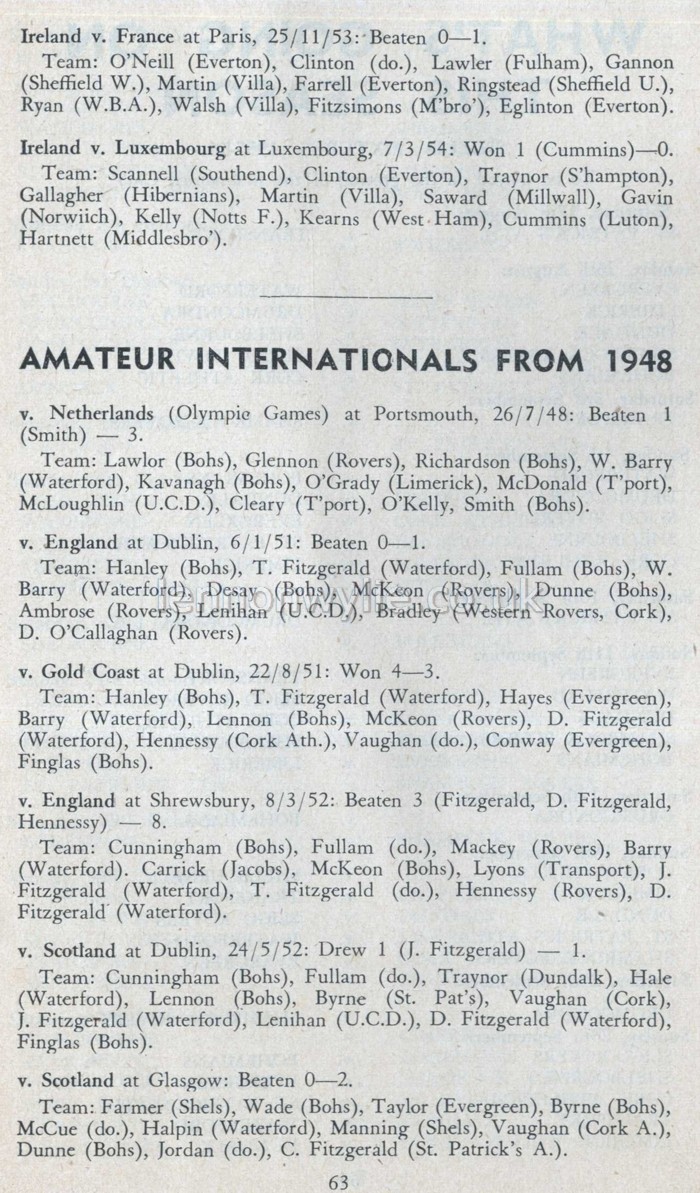 Ireland v. France at Paris, 25/11/53: Beaten 0—1.
Team: O'Neill (Everton), Clinton (do.), Lawler (Fulham), Gannon
(Sheffield W.), Martin (Villa), Farrell (Everton), Ringstead (Sheffield U.),
Ryan (W.B.A.), Walsh (Villa), Fitzsimons (M'bro'), Eglinton (Everton).
Ireland v. Luxembourg at Luxembourg, 7/3/54: Won 1 (Cummins)—0.
Team: Scannell (Southend), Clinton (Everton), Traynor (S'hampton),
Gallagher (Hibernians), Martin (Villa), Saward (Millwall), Gavin
(Norwiich), Kelly (Notts F.), Kearns (West Ham), Cummins (Luton),
Hartnett (Middlesbro').
AMATEUR INTERNATIONALS FROM 1948
v. Netherlands (Olympic Games) at Portsmouth, 26/7/48: Beaten 1
(Smith) — 3.
Team: Lawlor (Bohs), Glennon (Rovers), Richardson (Bohs), W. Barry
(Waterford), Kavanagh (Bohs), O'Grady (Limerick), McDonald (T'port),
McLoughlin (U.C.D.), Cleary (T'port), O'Kelly, Smith (Bohs).
v. England at Dublin, 6/1/51: Beaten 0—1.
Team: Hanley (Bohs), T. Fitzgerald (Waterford), Fullam (Bohs), W.
Barry (Waterford), Desay (Bohs), McKeon (Rovers), Dunne (Bohs),
Ambrose (Rovers), Lenihan (U.C.D.), Bradley (Western Rovers, Cork),
D. O'Callaghan (Rovers).
lennonwylie.co.uk
v. Gold Coast at Dublin, 22/8/51: Won 4—3.
Team: Hanley (Bohs), T. Fitzgerald (Waterford), Hayes (Evergreen),
Barry (Waterford), Lennon (Bohs), McKeon (Rovers), D. Fitzgerald
(Waterford), Hennessy (Cork Ath.), Vaughan (do.), Conway (Evergreen),
Finglas (Bohs).
v. England at Shrewsbury, 8/3/52: Beaten 3 (Fitzgerald, D. Fitzgerald,
Hennessy) — 8.
Team: Cunningham (Bohs), Fullam (do.), Mackey (Rovers), Barry
(Waterford). Carrick (Jacobs), McKeon (Bohs), Lyons (Transport), J.
Fitzgerald (Waterford), T. Fitzgerald (do.), Hennessy (Rovers), D.
Fitzgerald (Waterford).
v. Scotland at Dublin, 24/5/52: Drew 1 (J. Fitzgerald) — 1.
Team: Cunningham (Bohs), Fullam (do.), Traynor (Dundalk), Hale
(Waterford), Lennon (Bohs), Byrne (St. Pat's), Vaughan (Cork),
J. Fitzgerald (Waterford), Lenihan (U.C.D.), D. Fitzgerald (Waterford),
Finglas (Bohs).
v. Scotland at Glasgow: Beaten 0—2.
Team: Farmer (Shels), Wade (Bohs), Taylor (Evergreen), Byrne (Bohs),
McCue (do.), Halpin (Waterford), Manning (Shels), Vaughan (Cork A.),
Dunne (Bohs), Jordan (do.), C. Fitzgerald (St. Patrick's A.).
63